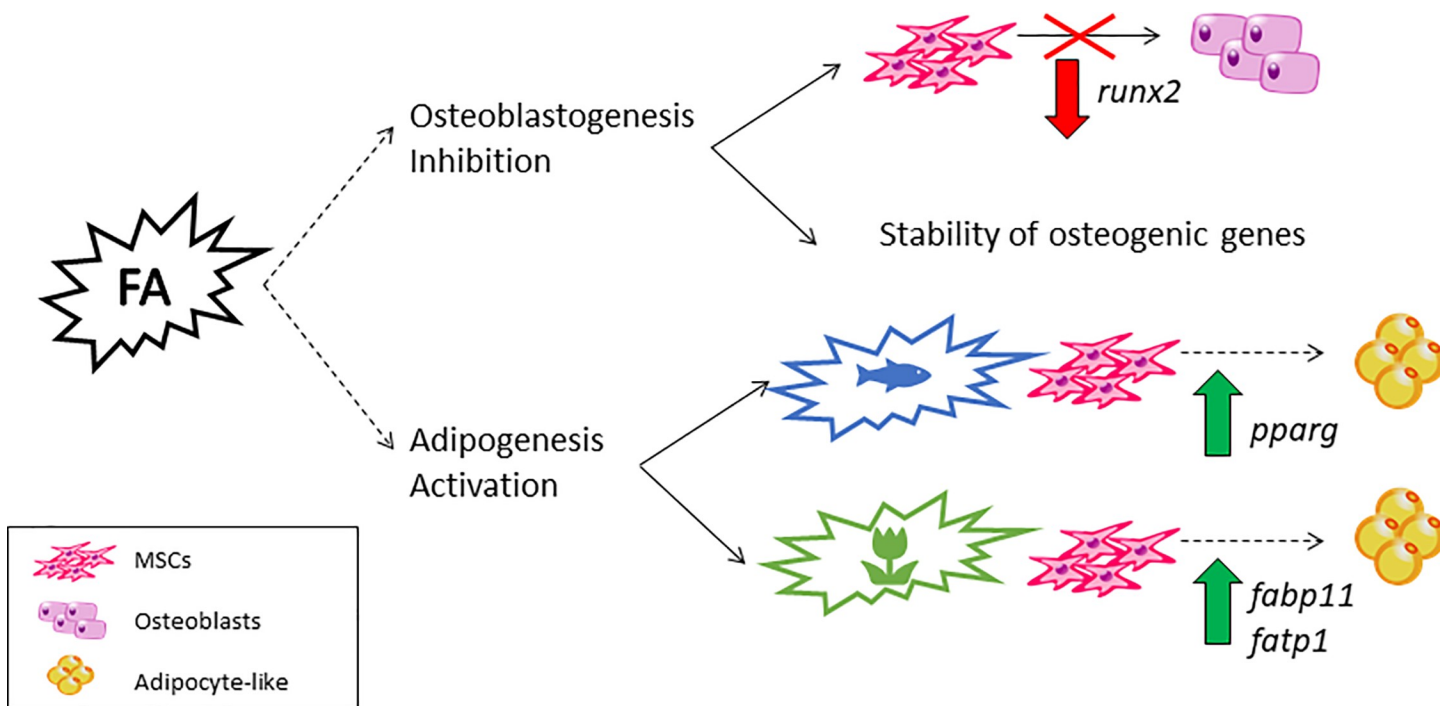 FA
Osteoblastogenesis
Inhibition
runx2
Stability of osteogenic genes
Adipogenesis
Activation
pparg
fabp11
fatp1
MSCs
Osteoblasts
Adipocyte-like